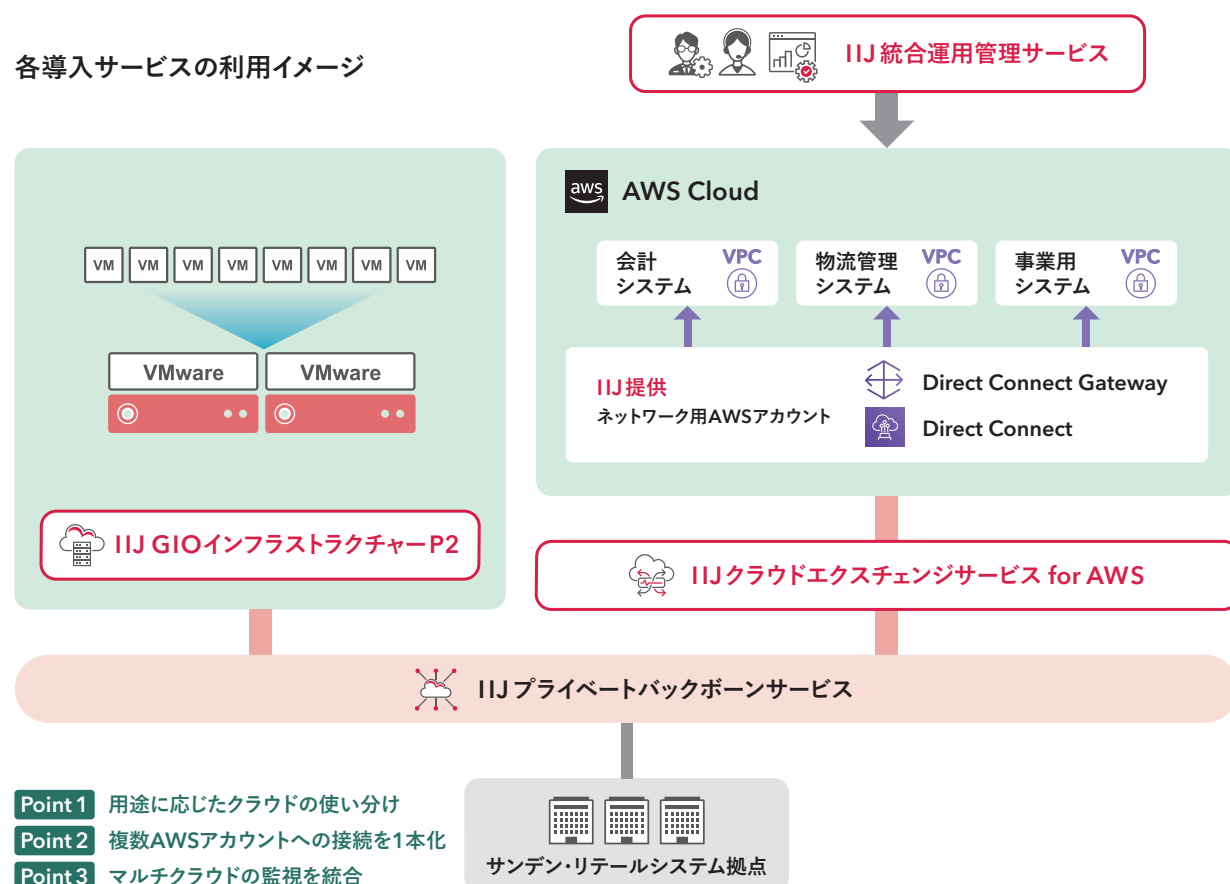 各導入サービスの利用イメージ
IIJ統合運用管理サービス
aws
AWS Cloud
VM VM VM VM VM VM VM VM
VMware VMware
IIJ GIOインフラストラクチャーP2
会計
システム
VPC
物流管理
システム
VPC
事業用
システム
VPC
IIJ提供
ネットワーク用AWSアカウント
Direct Connect Gateway
Direct Connect
IIJクラウドエクスチェンジサービス for AWS
IIJプライベートバックボーンサービス
サンデン・リテールシステム拠点
Point 1 用途に応じたクラウドの使い分け
Point 2 複数AWSアカウントへの接続を1本化
Point 3 マルチクラウドの監視を統合